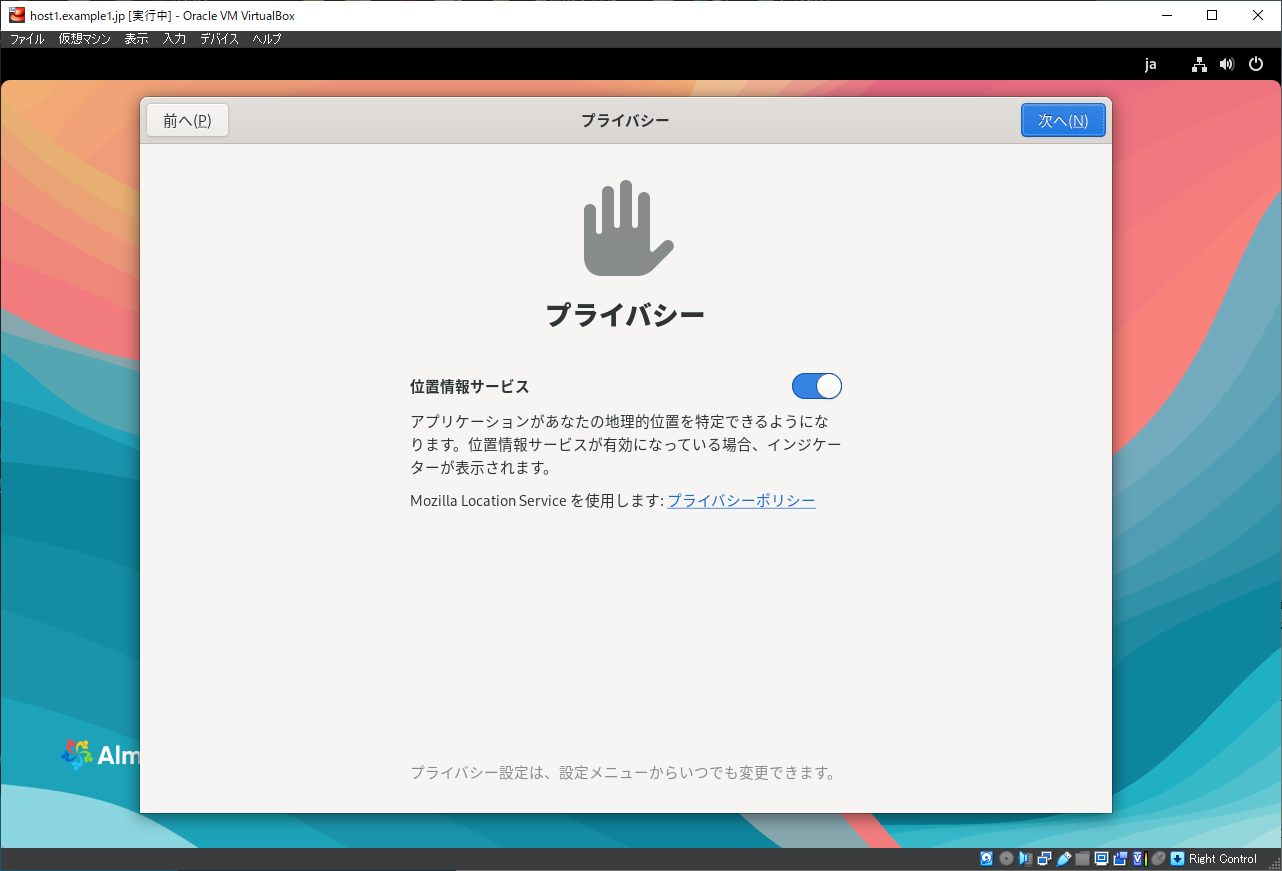 host1.example1.jp [実行中] - Oracle VM VirtualBox
ファイル 仮想マシン 表示 入力 デバイス ヘルプ
ja
前へ(P) プライバシー 次へ(N)
プライバシー
位置情報サービス
アプリケーションがあなたの地理的位置を特定できるようにな
ります。位置情報サービスが有効になっている場合、インジケー
ターが表示されます。
Mozilla Location Service を使用します: プライバシーポリシー
Alm
プライバシー設定は、設定メニューからいつでも変更できます。
Right Control